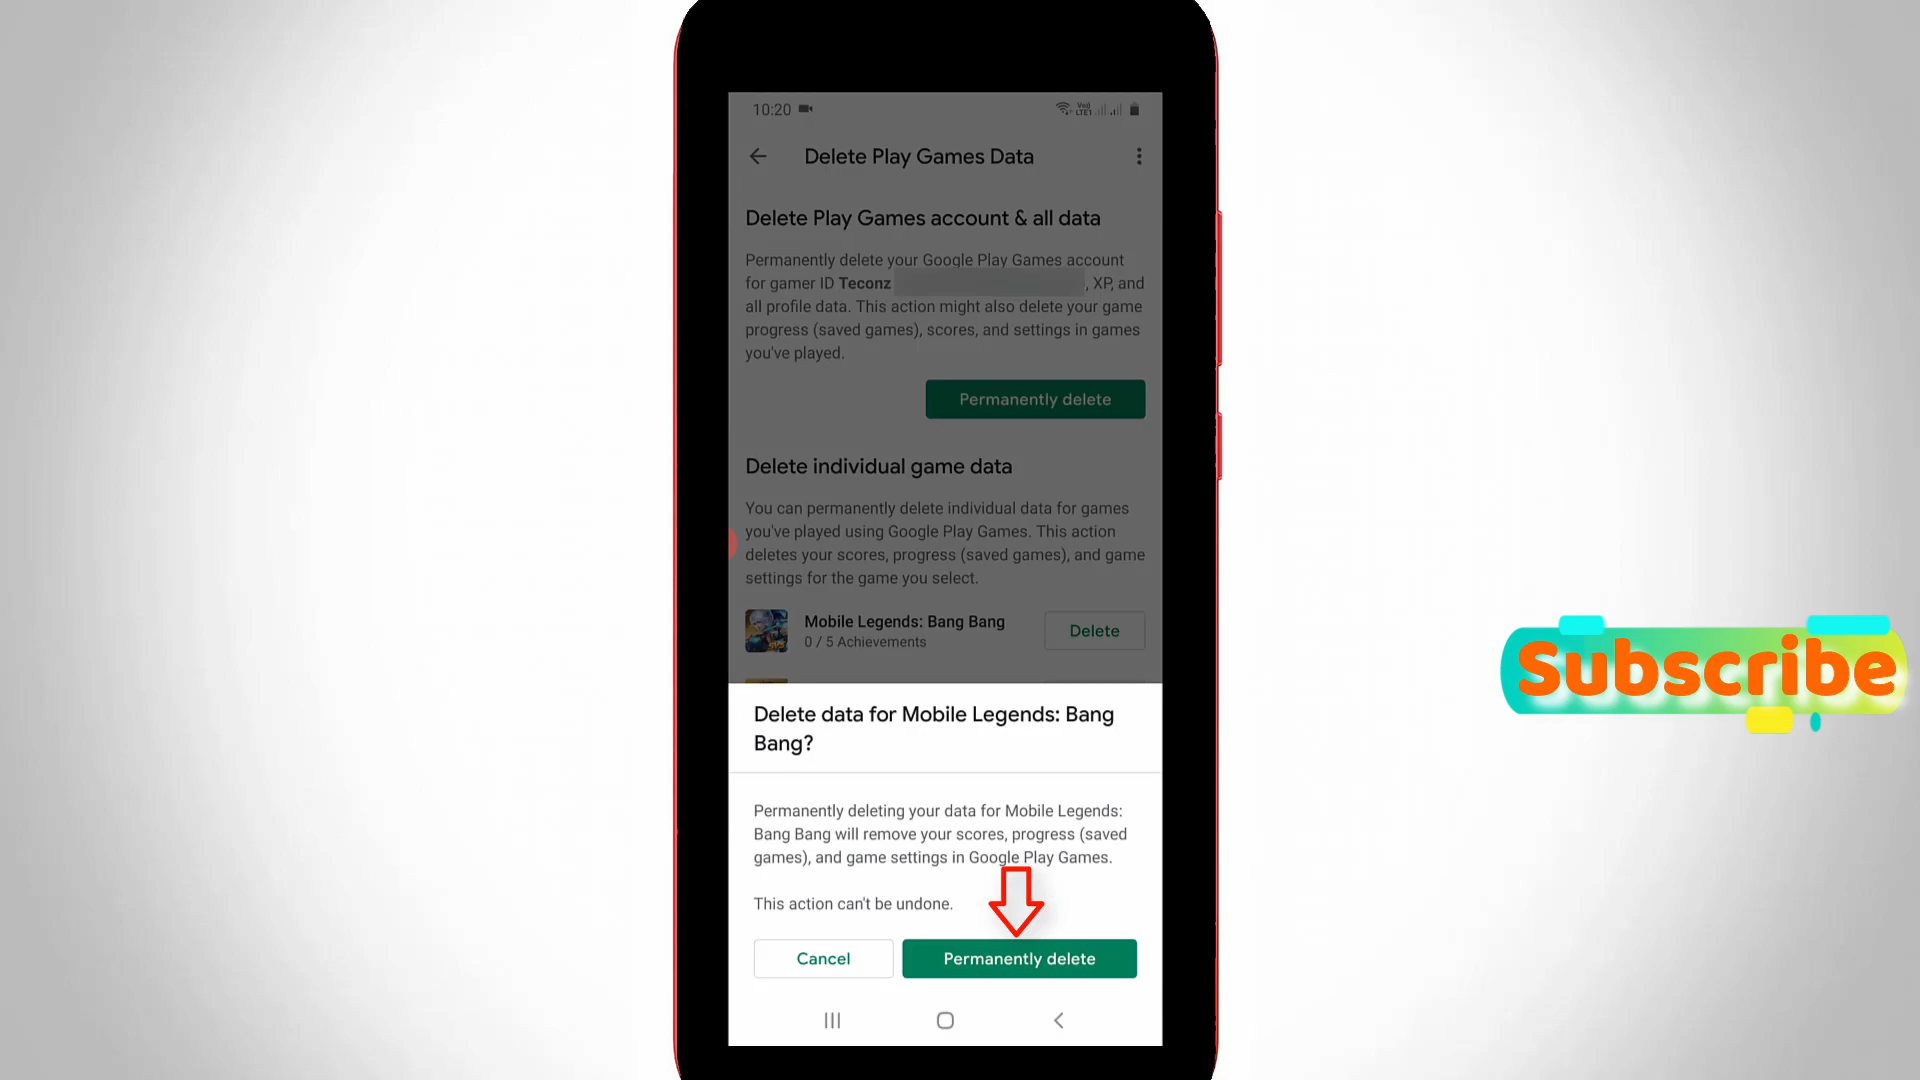 10:20
Vo)) LTE1
Delete Play Games Data
Delete Play Games account & all data
Permanently delete your Google Play Games account
for gamer ID Teconz , XP, and
all profile data. This action might also delete your game
progress (saved games), scores, and settings in games
you've played.
Permanently delete
Delete individual game data
You can permanently delete individual data for games
you've played using Google Play Games. This action
deletes your scores, progress (saved games), and game
settings for the game you select.
Mobile Legends: Bang Bang
0 / 5 Achievements
Delete
Delete data for Mobile Legends: Bang
Bang?
Permanently deleting your data for Mobile Legends:
Bang Bang will remove your scores, progress (saved
games), and game settings in Google Play Games.
This action can't be undone.
Cancel
Permanently delete
Subscribe